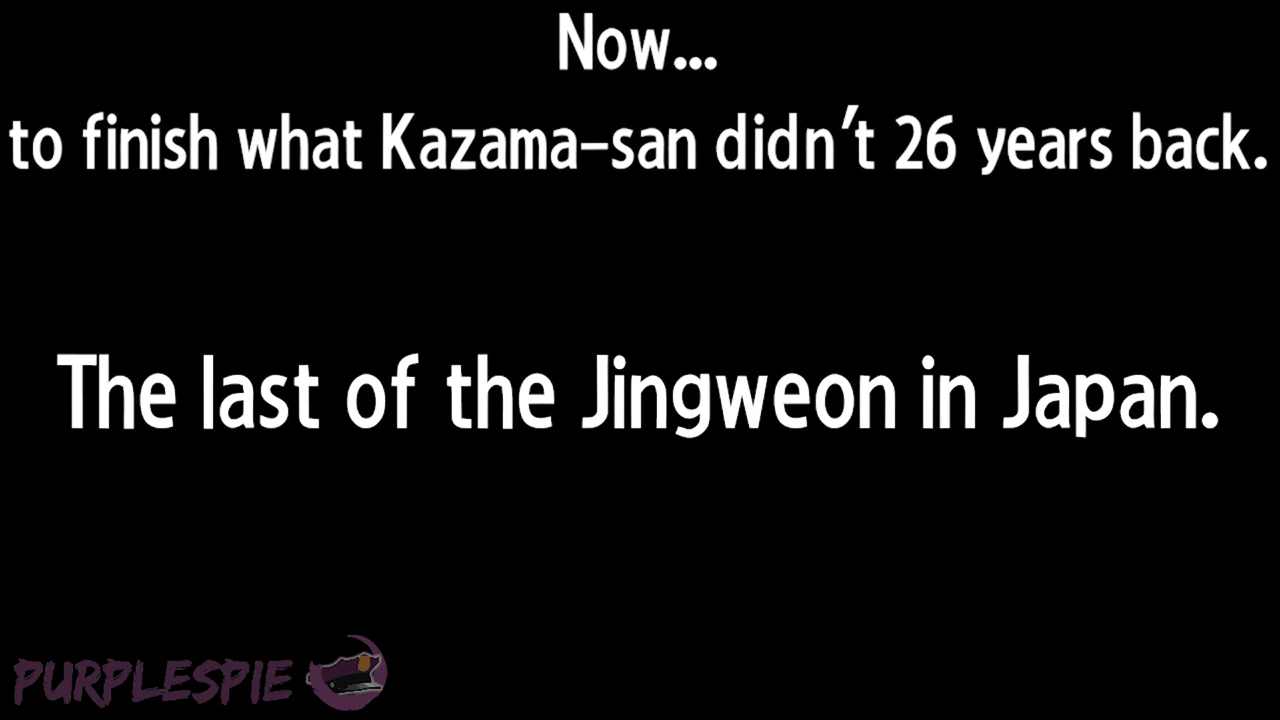 Now...
to finish what Kazama-san didn't 26 years back.
The last of the Jingweon in Japan.
PURPLESPIE